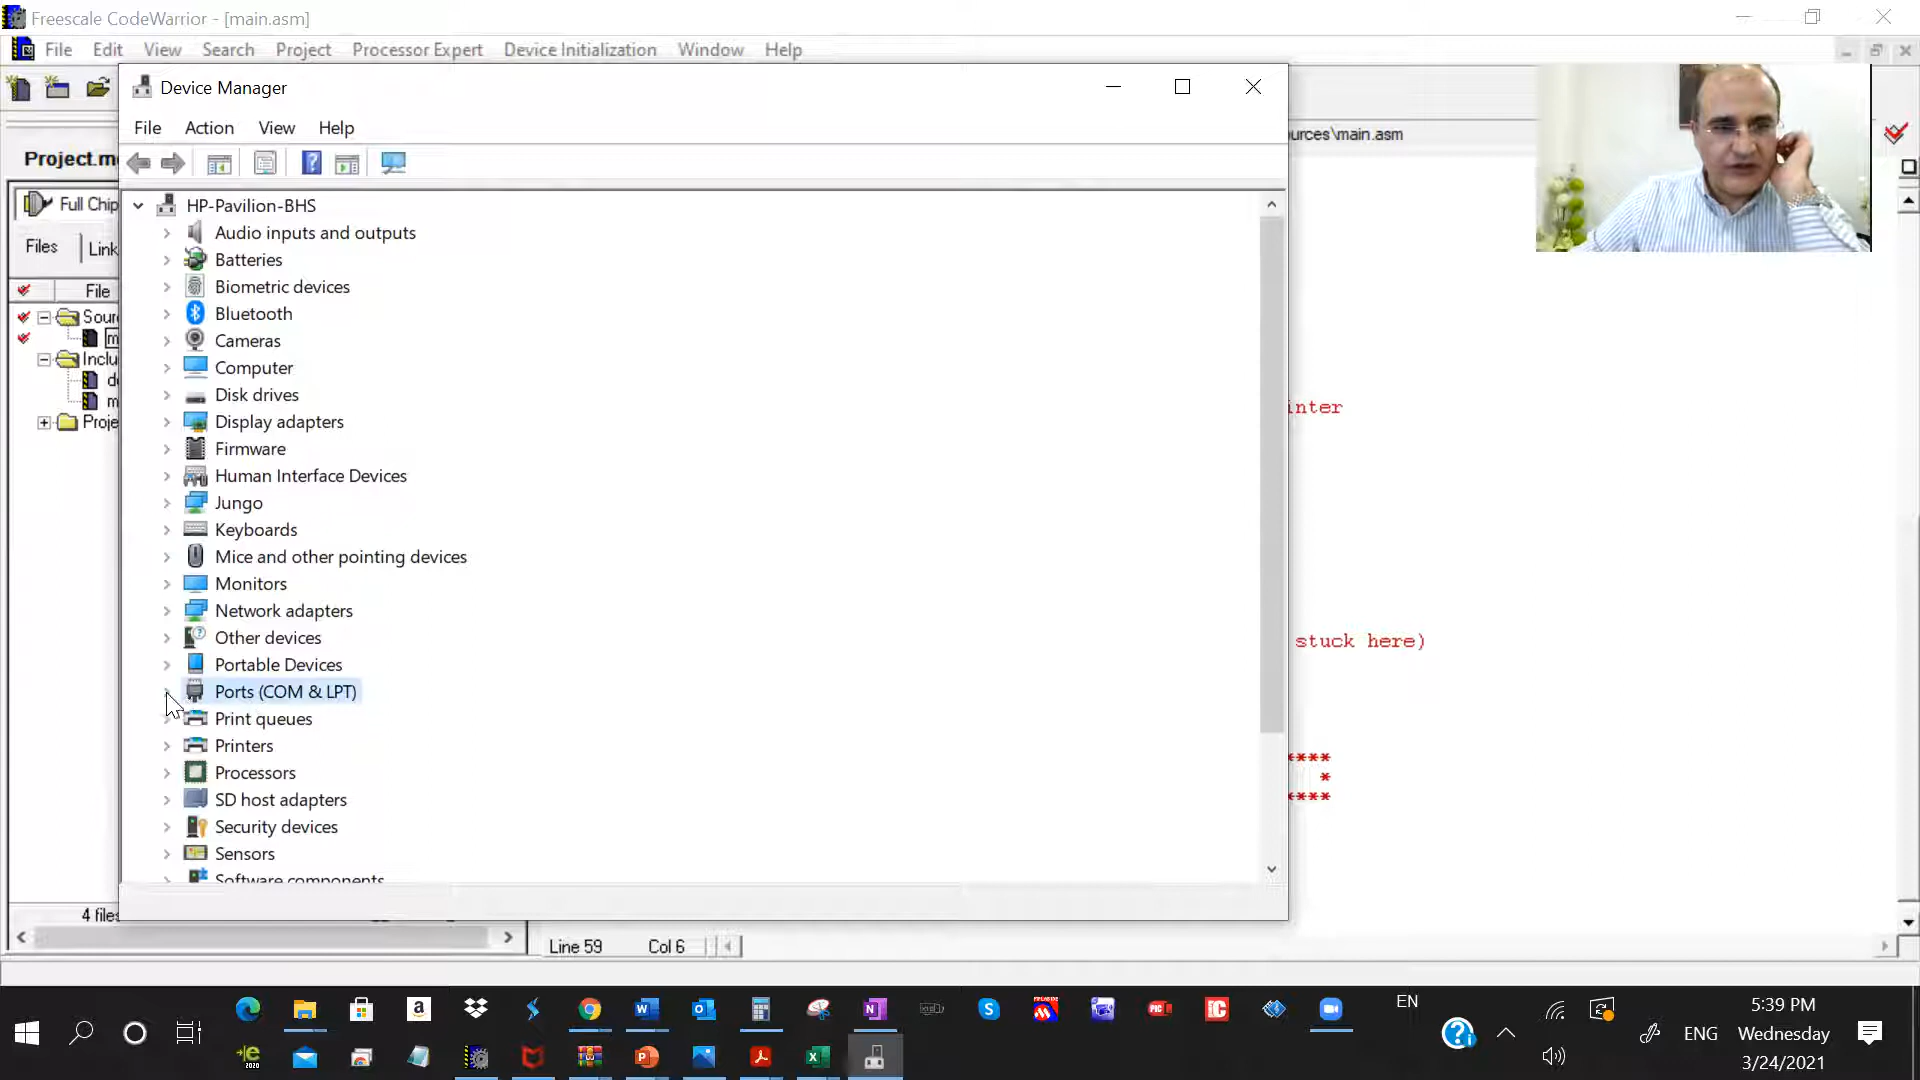 Freescale CodeWarrior - [main.asm]
File Edit View Search Project Processor Expert Device Initialization Window Help
Device Manager
File Action View Help
ources\main.asm
Project.m
Full Chip
Files Link
File
Sour
m
Inclu
de
m
Proje
HP-Pavilion-BHS
Audio inputs and outputs
Batteries
Biometric devices
Bluetooth
Cameras
Computer
Disk drives
Display adapters
Firmware
Human Interface Devices
Jungo
Keyboards
Mice and other pointing devices
Monitors
Network adapters
Other devices
Portable Devices
Ports (COM & LPT)
Print queues
Printers
Processors
SD host adapters
Security devices
Sensors
Software components
inter
stuck here)
****
*
****
4 files
Line 59 Col 6
EN
ENG
5:39 PM
Wednesday
3/24/2021